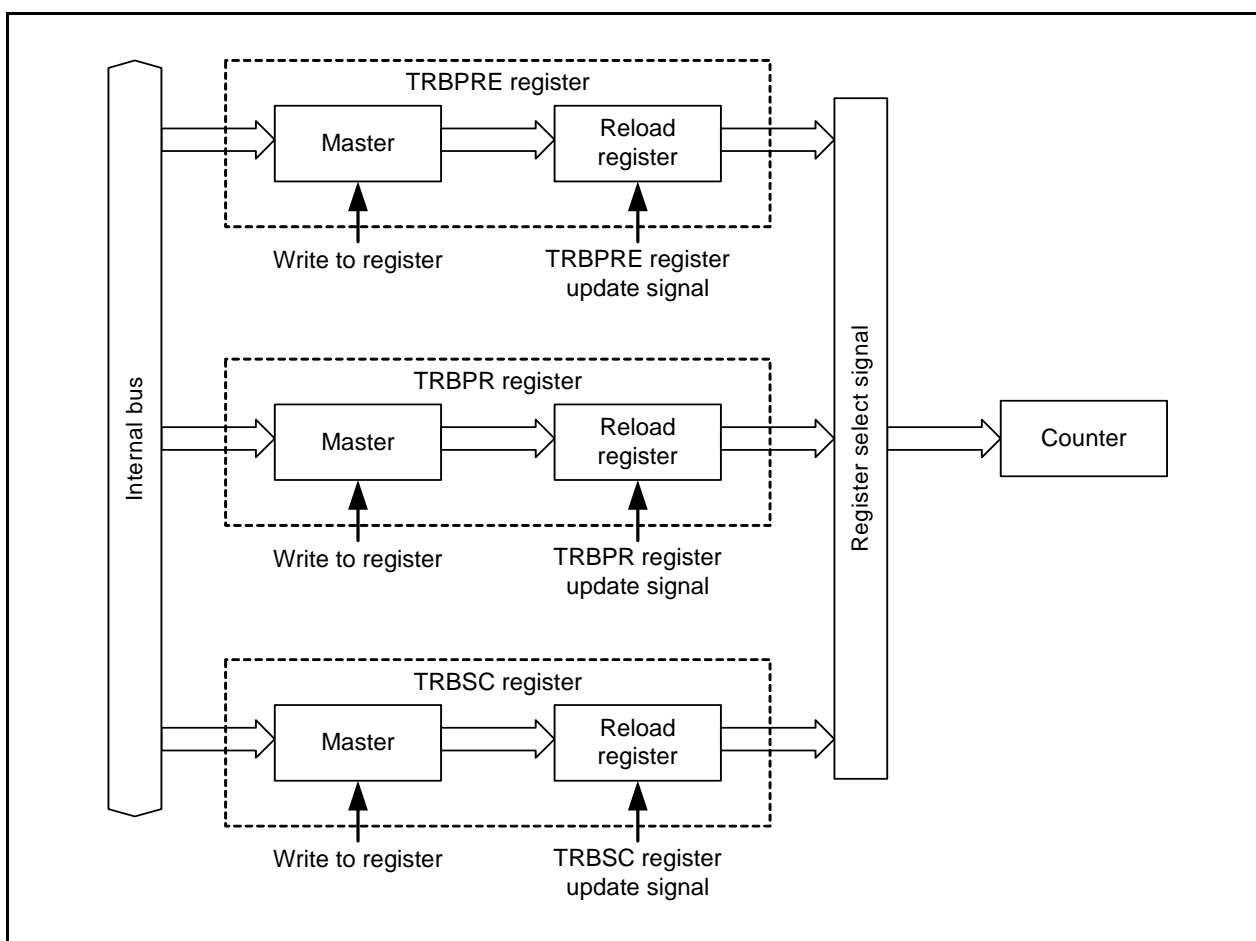 TRBPRE register
Master
Reload
register
Write to register
TRBPRE register
update signal
Internal bus
TRBPR register
Master
Reload
register
Write to register
TRBPR register
update signal
Register select signal
Counter
TRBSC register
Master
Reload
register
Write to register
TRBSC register
update signal